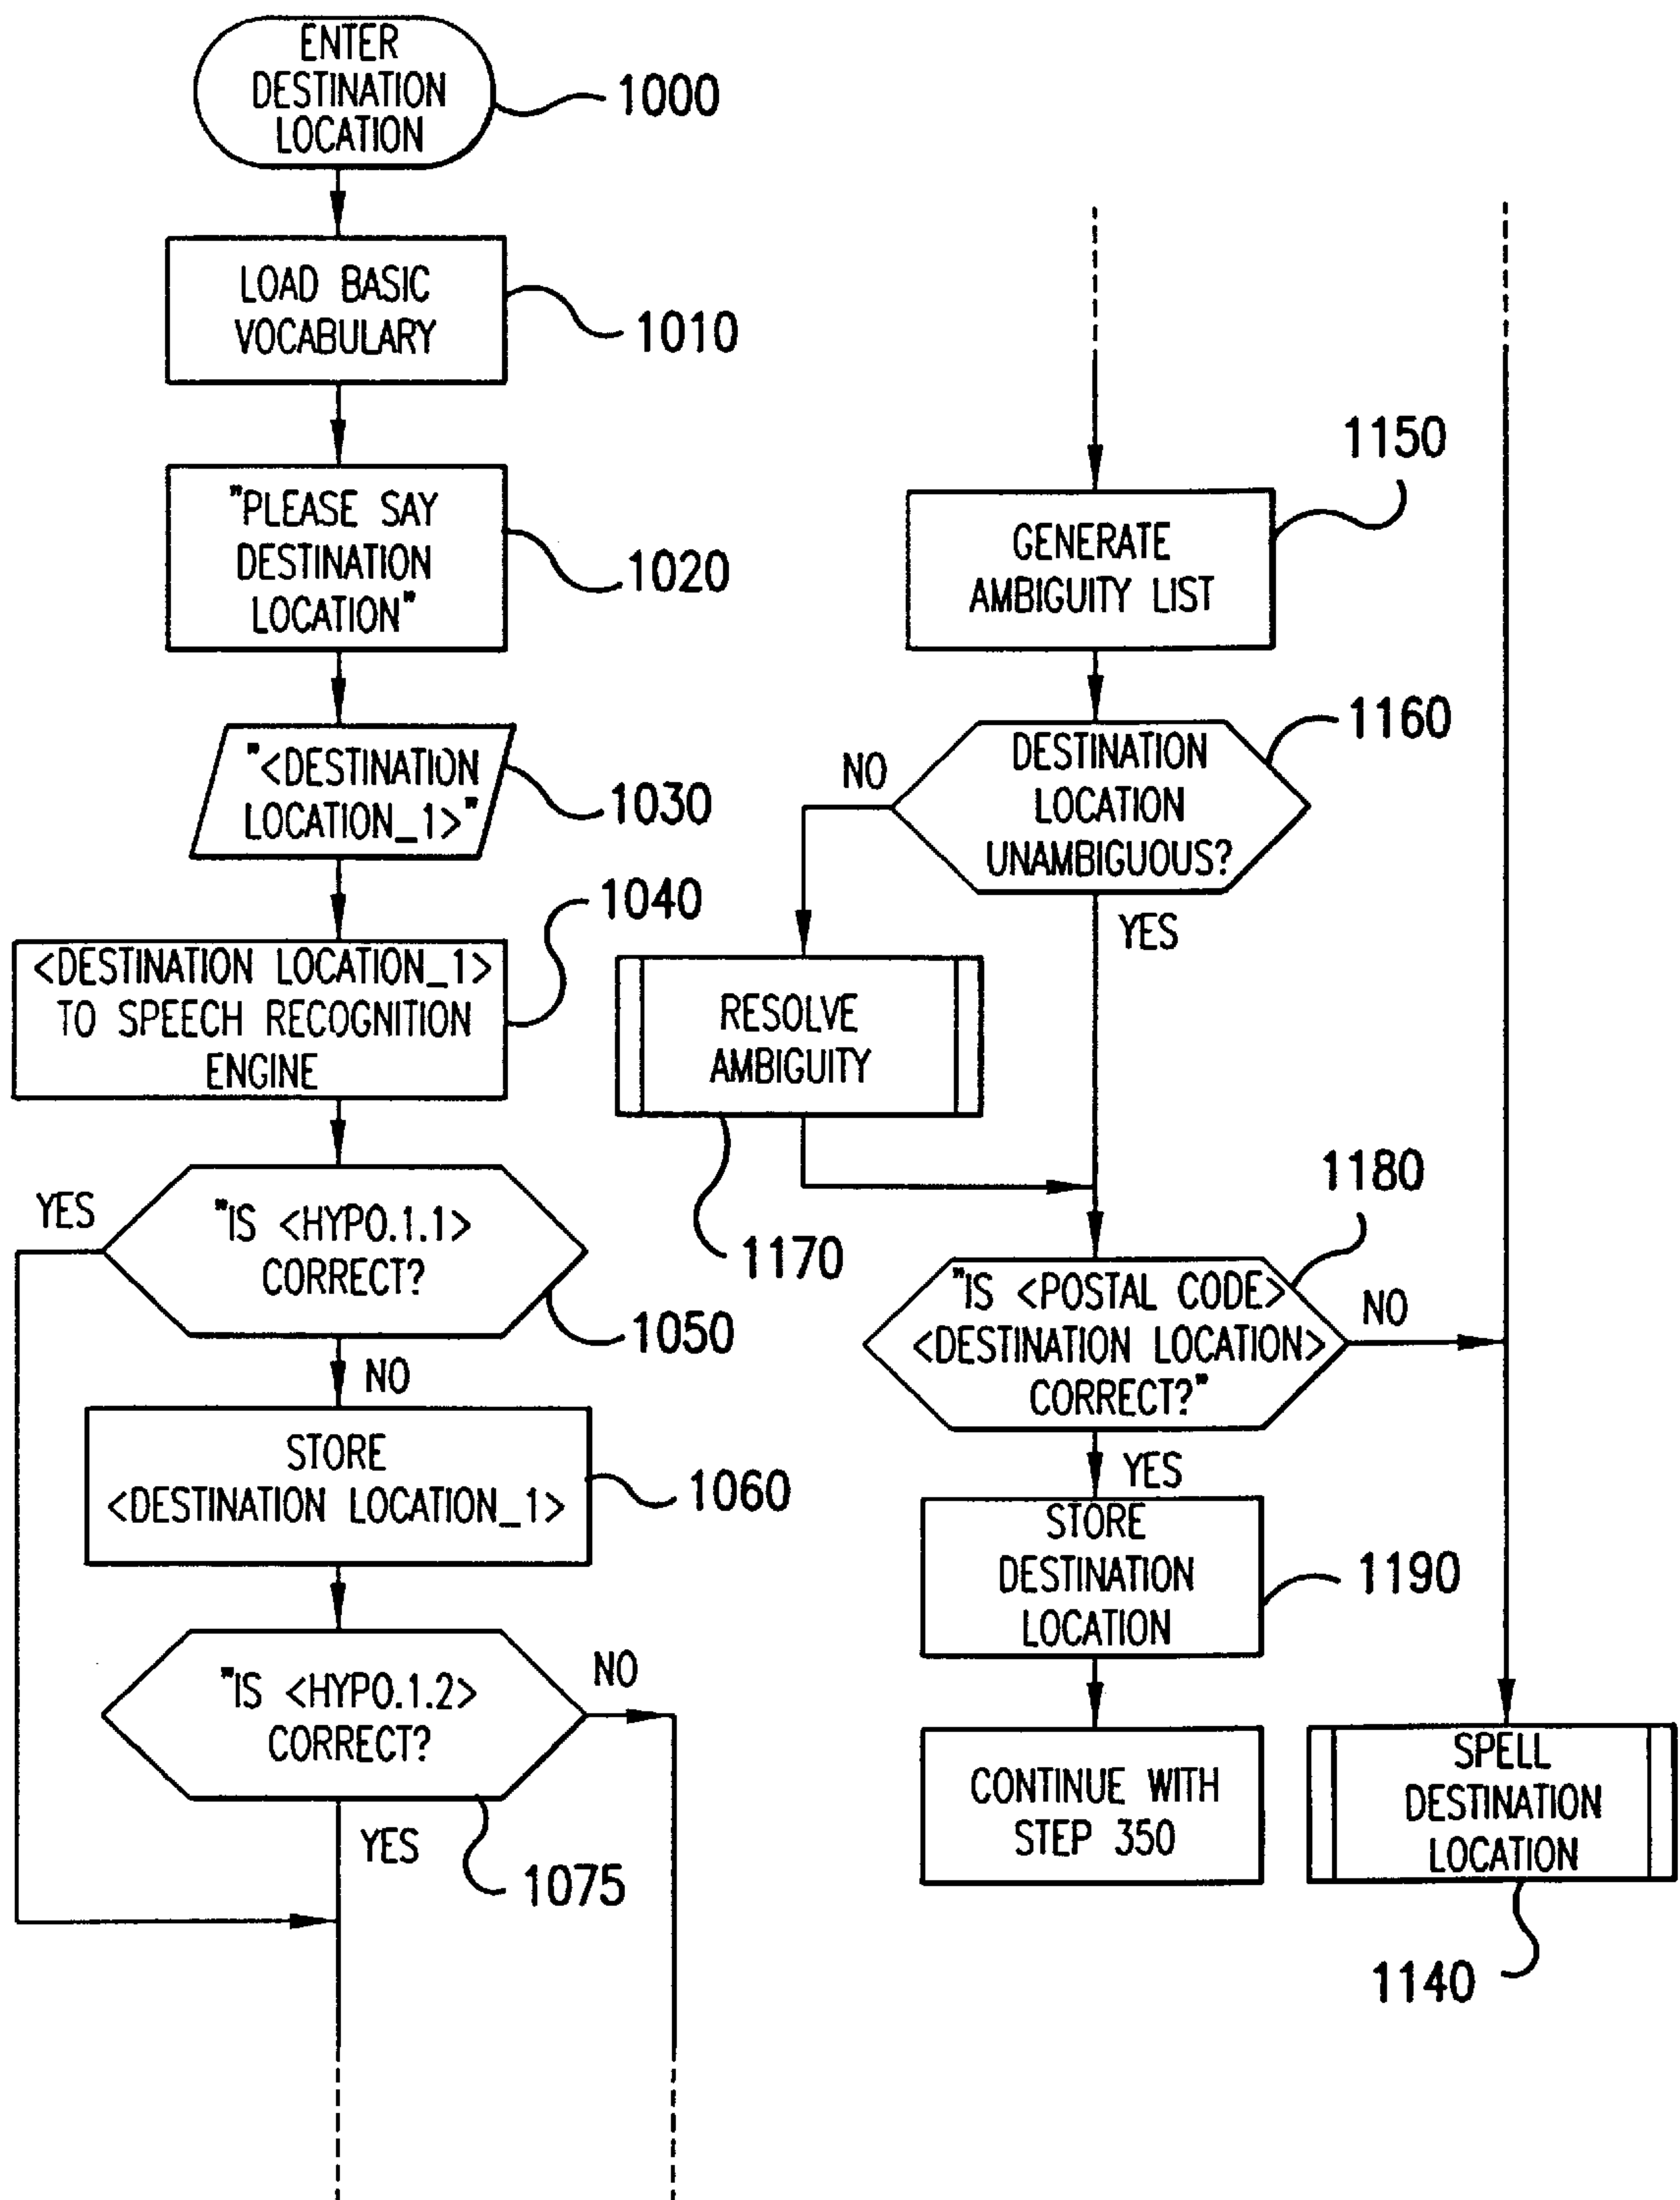 ENTER
DESTINATION
LOCATION
1000
LOAD BASIC
VOCABULARY
1010
"PLEASE SAY
DESTINATION
LOCATION"
1020
"<DESTINATION
LOCATION_1>"
1030
<DESTINATION LOCATION_1>
TO SPEECH RECOGNITION
ENGINE
1040
"IS <HYPO.1.1>
CORRECT?
YES
1050
NO
STORE
<DESTINATION LOCATION_1>
1060
"IS <HYPO.1.2>
CORRECT?
NO
YES
1075
GENERATE
AMBIGUITY LIST
1150
DESTINATION
LOCATION
UNAMBIGUOUS?
1160
NO
YES
RESOLVE
AMBIGUITY
1170
"IS <POSTAL CODE>
<DESTINATION LOCATION>
CORRECT?"
1180
NO
YES
STORE
DESTINATION
LOCATION
1190
CONTINUE WITH
STEP 350
SPELL
DESTINATION
LOCATION
1140